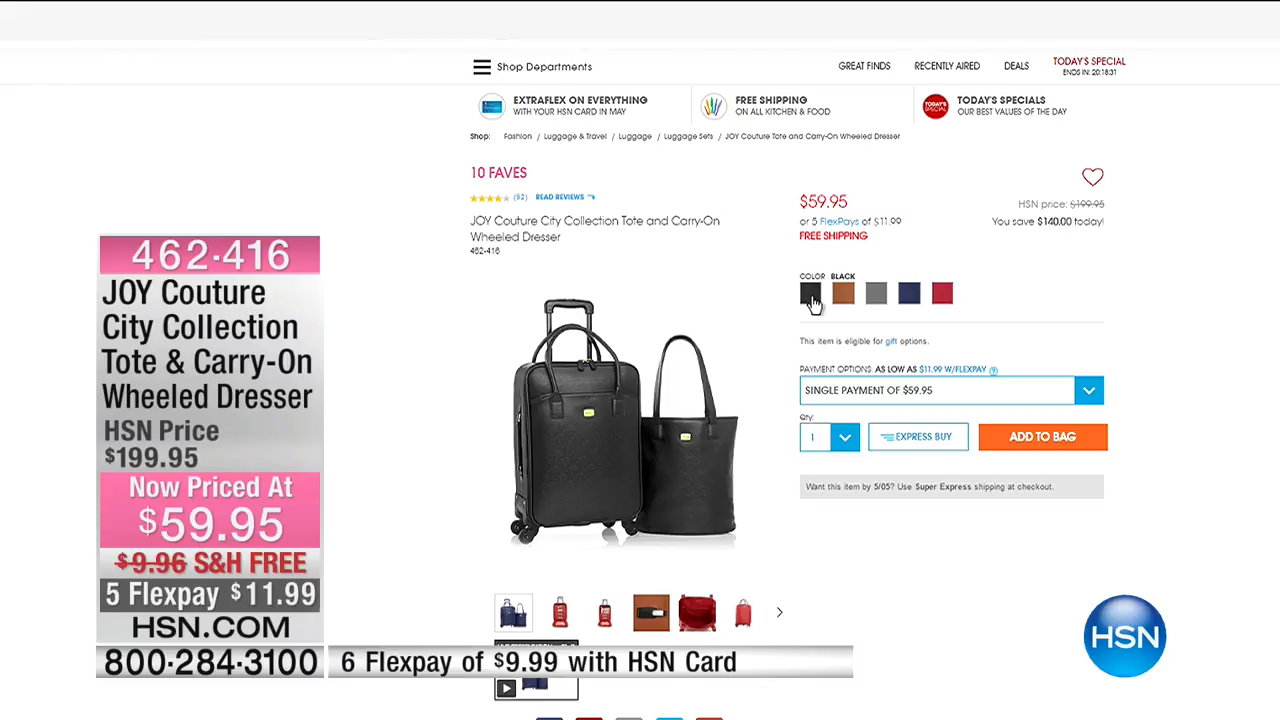 Shop Departments
GREAT FINDS
RECENTLY AIRED
DEALS
TODAY'S SPECIAL
ENDS IN: 20:18:31
EXTRAFLEX ON EVERYTHING
WITH YOUR HSN CARD IN MAY
FREE SHIPPING
ON ALL KITCHEN & FOOD
TODAY'S SPECIAL
TODAY'S SPECIALS
OUR BEST VALUES OF THE DAY
Shop: Fashion / Luggage & Travel / Luggage / Luggage Sets / JOY Couture Tote and Carry-On Wheeled Dresser
10 FAVES
(92) READ REVIEWS
JOY Couture City Collection Tote and Carry-On
Wheeled Dresser
462-416
$59.95
or 5 FlexPays of $11.99
FREE SHIPPING
HSN price: $199.95
You save $140.00 today!
COLOR BLACK
This item is eligible for gift options.
PAYMENT OPTIONS: AS LOW AS $11.99 W/FLEXPAY ?
SINGLE PAYMENT OF $59.95
Qty:
1
EXPRESS BUY
ADD TO BAG
Want this item by 5/05? Use Super Express shipping at checkout.
462·416
JOY Couture
City Collection
Tote & Carry-On
Wheeled Dresser
HSN Price
$199.95
Now Priced At
$59.95
$9.96 S&H FREE
5 Flexpay $11.99
HSN.COM
800·284·3100
6 Flexpay of $9.99 with HSN Card
HSN